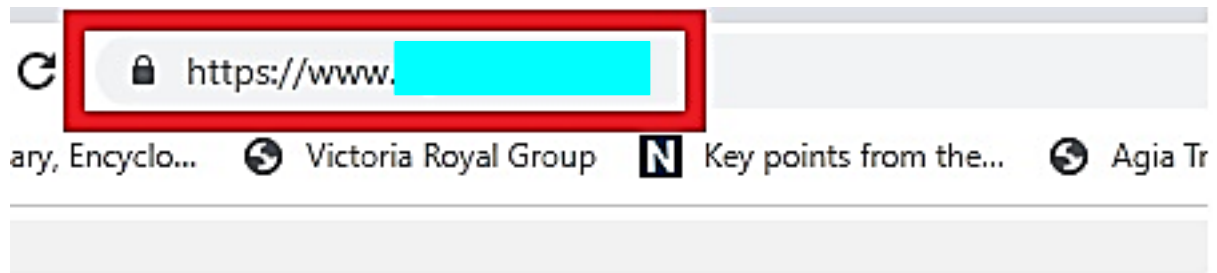 https://www.
ary, Encyclo... Victoria Royal Group N Key points from the... Agia Tr